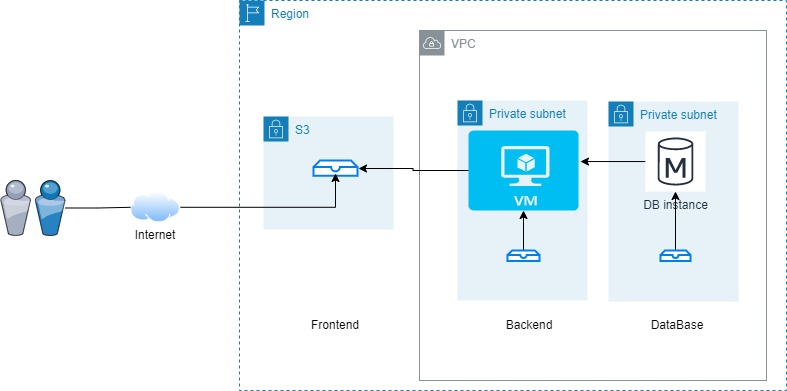 Region
VPC
S3
Private subnet
Private subnet
M
VM
DB instance
Internet
Frontend
Backend
DataBase